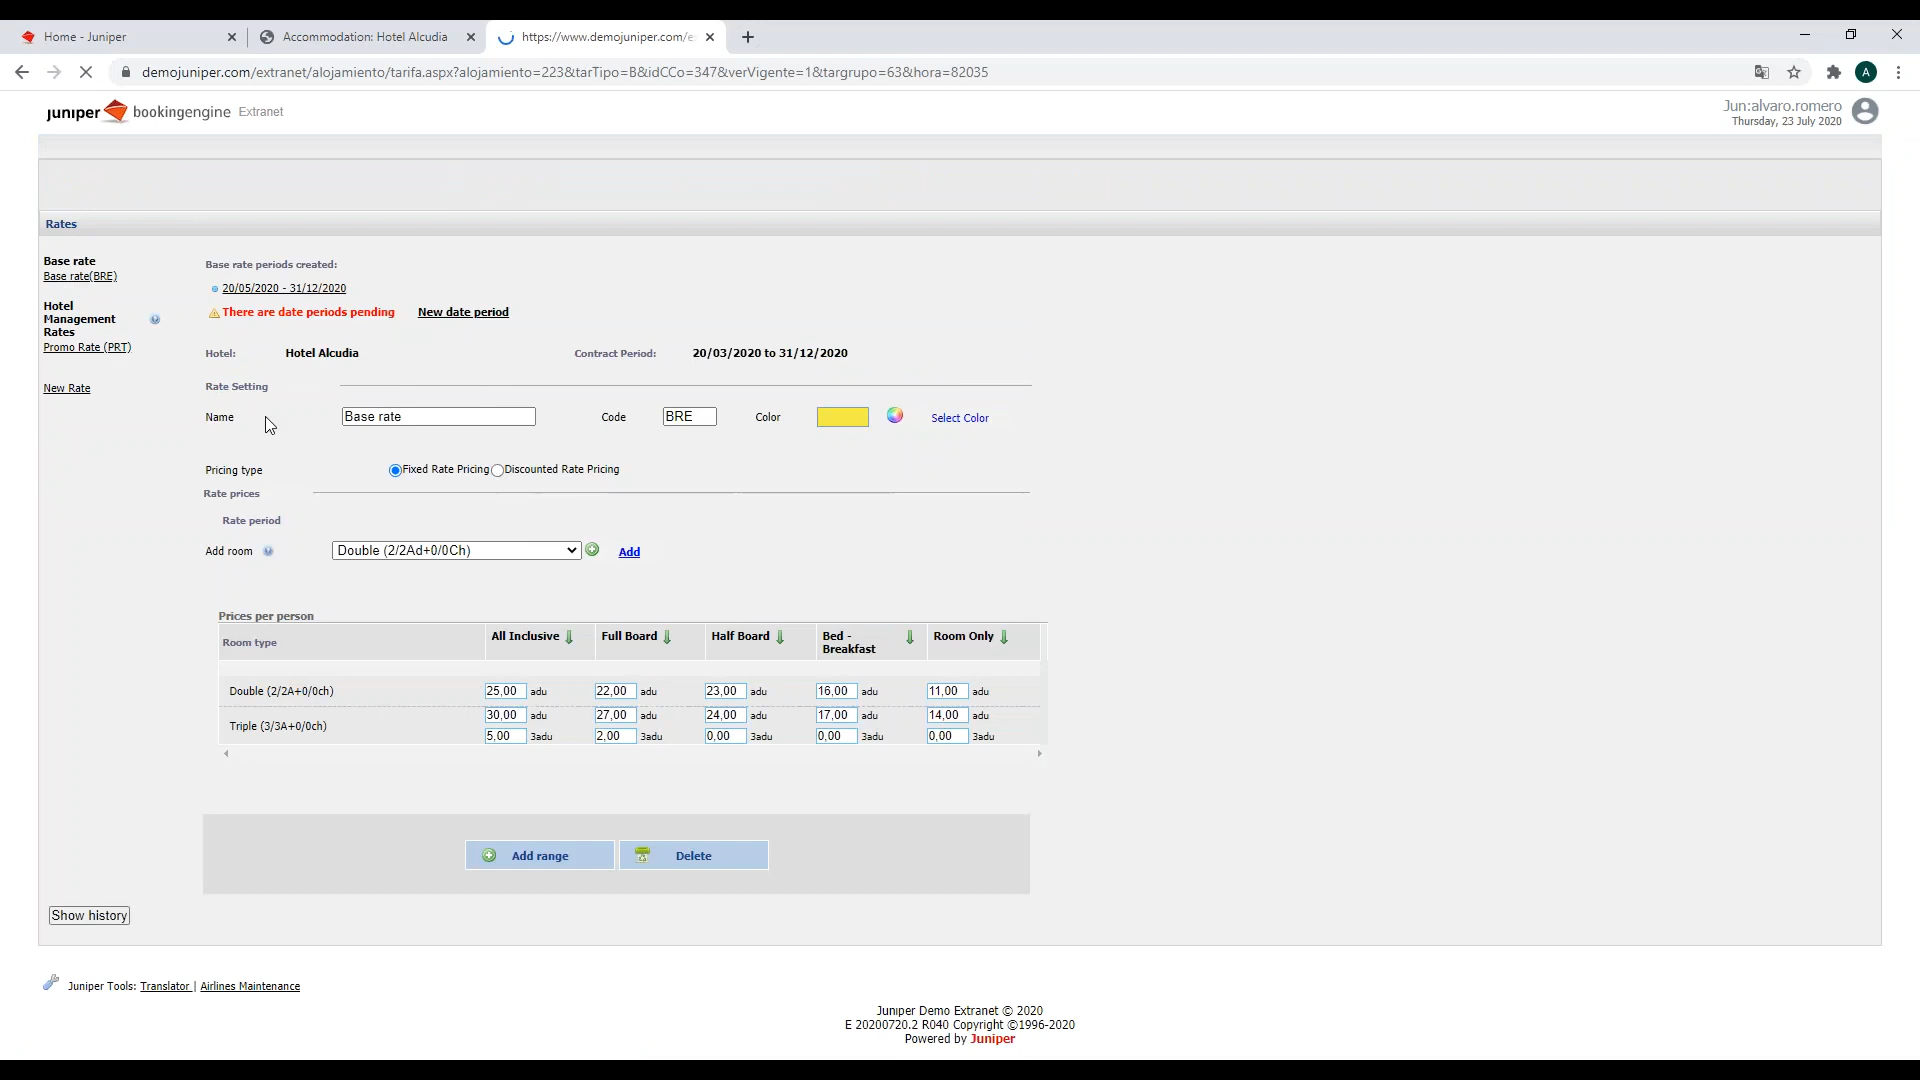 Home - Juniper
Accommodation: Hotel Alcudia
https://www.demojuniper.com/e
demojuniper.com/extranet/alojamiento/tarifa.aspx?alojamiento=223&tarTipo=B&idCCo=347&verVigente=1&targrupo=63&hora=82035
A
juniper bookingengine Extranet
Jun:alvaro.romero
Thursday, 23 July 2020
Rates
Base rate
Base rate(BRE)
Hotel
Management
Rates
Promo Rate (PRT)
New Rate
Base rate periods created:
20/05/2020 - 31/12/2020
There are date periods pending New date period
Hotel: Hotel Alcudia Contract Period: 20/03/2020 to 31/12/2020
Rate Setting
Name Base rate Code BRE Color Select Color
Pricing type Fixed Rate Pricing Discounted Rate Pricing
Rate prices
Rate period
Add room Double (2/2Ad+0/0Ch) Add
Prices per person
Room type All Inclusive Full Board Half Board Bed - Breakfast Room Only
Double (2/2A+0/0ch) 25,00 adu 22,00 adu 23,00 adu 16,00 adu 11,00 adu
Triple (3/3A+0/0ch) 30,00 adu 27,00 adu 24,00 adu 17,00 adu 14,00 adu
5,00 3adu 2,00 3adu 0,00 3adu 0,00 3adu 0,00 3adu
Add range Delete
Show history
Juniper Tools: Translator | Airlines Maintenance
Juniper Demo Extranet © 2020
E 20200720.2 R040 Copyright ©1996-2020
Powered by Juniper